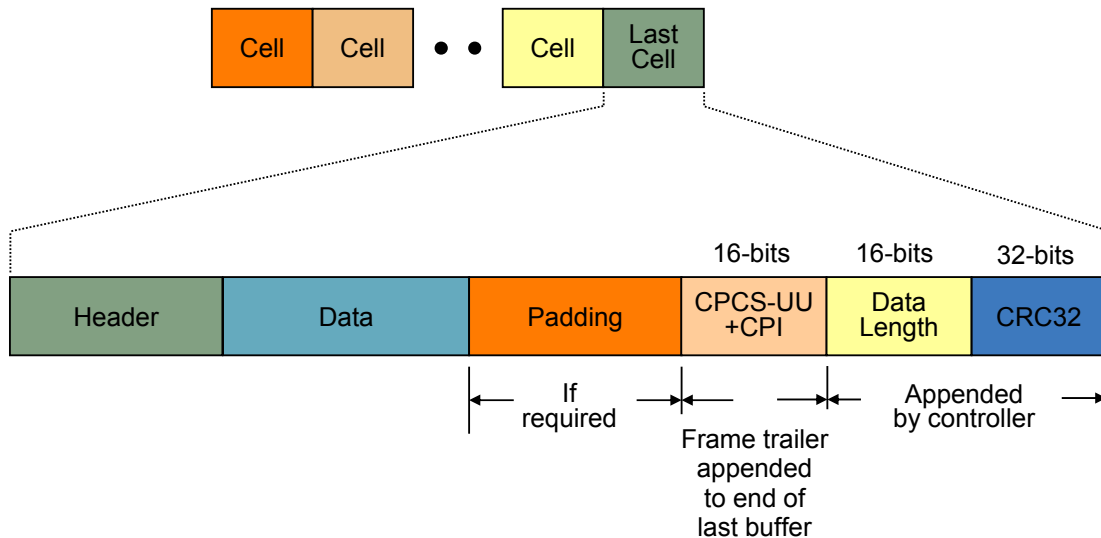 Cell
Cell
Cell
Last
Cell
16-bits
16-bits
32-bits
Header
Data
Padding
CPCS-UU
+CPI
Data
Length
CRC32
If
required
Appended
by controller
Frame trailer
appended
to end of
last buffer